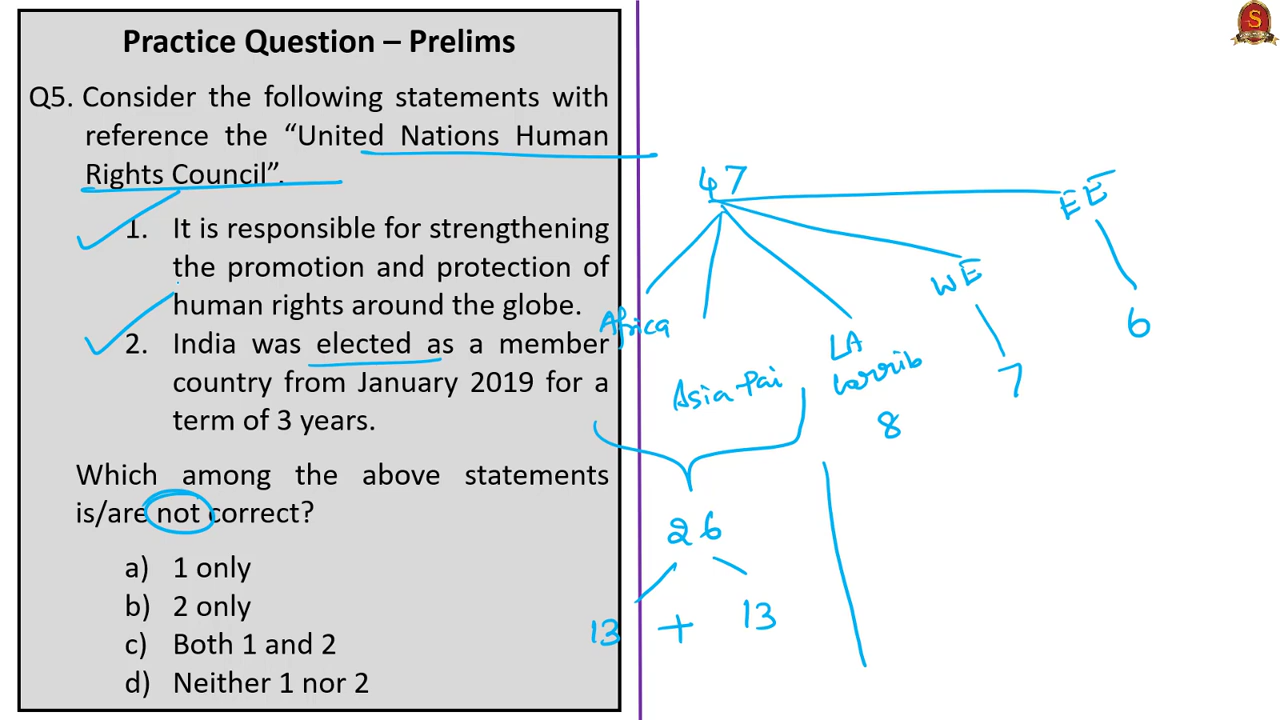 Practice Question – Prelims
Q5. Consider the following statements with
reference the “United Nations Human
Rights Council”.
1. It is responsible for strengthening
the promotion and protection of
human rights around the globe.
2. India was elected as a member
country from January 2019 for a
term of 3 years.
Which among the above statements
is/are not correct?
a) 1 only
b) 2 only
c) Both 1 and 2
d) Neither 1 nor 2
S
47
EE
WE
6
Africa
LA
Asia Pai
carrib
7
8
26
13 + 13